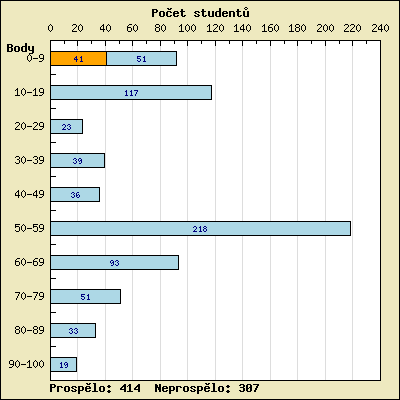 Počet studentů
0 20 40 60 80 100 120 140 160 180 200 220 240
Body
0-9 41 51
10-19 117
20-29 23
30-39 39
40-49 36
50-59 218
60-69 93
70-79 51
80-89 33
90-100 19
Prospělo: 414 Neprospělo: 307